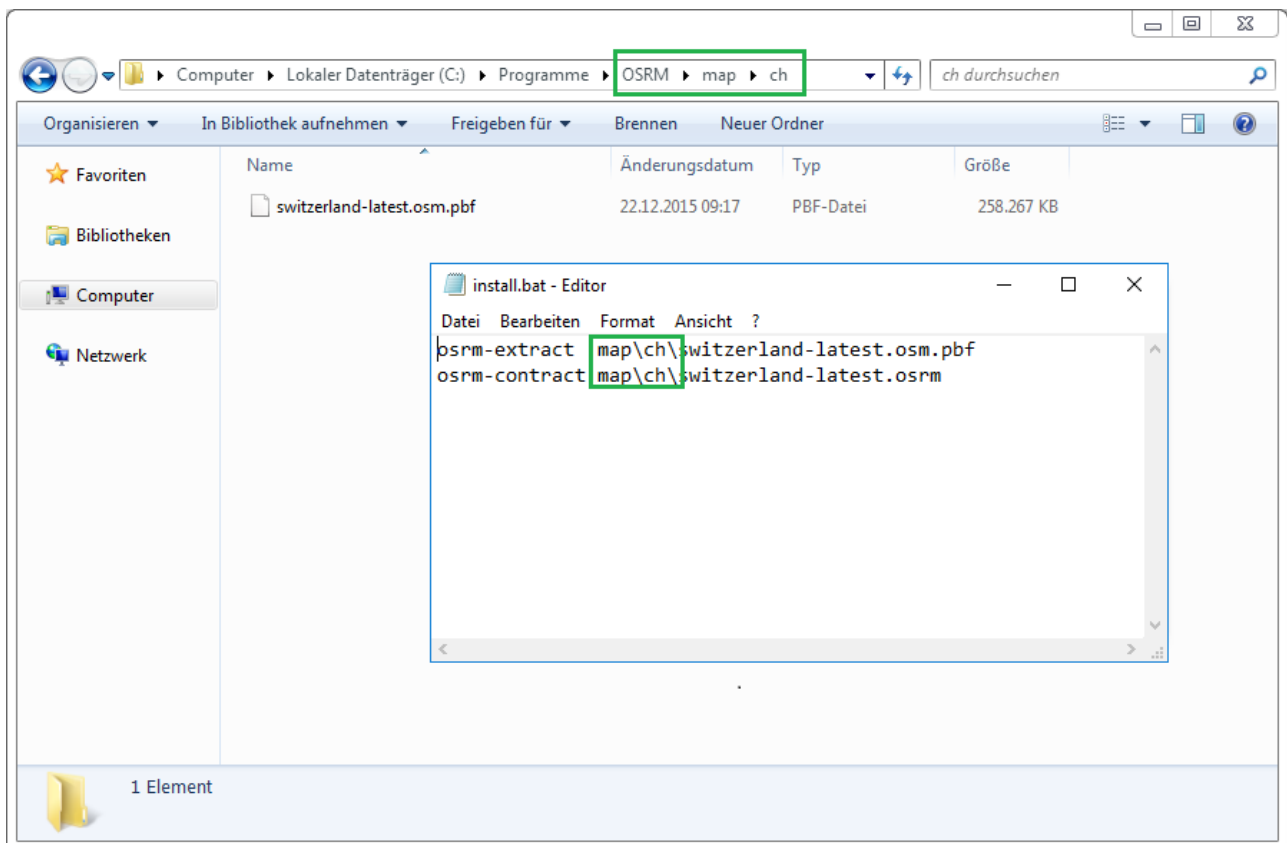 Computer Lokaler Datenträger (C:) Programme OSRM map ch ch durchsuchen
Organisieren In Bibliothek aufnehmen Freigeben für Brennen Neuer Ordner
Favoriten
Bibliotheken
Computer
Netzwerk
Name Änderungsdatum Typ Größe
switzerland-latest.osm.pbf 22.12.2015 09:17 PBF-Datei 258.267 KB
install.bat - Editor
Datei Bearbeiten Format Ansicht ?
osrm-extract map\ch\switzerland-latest.osm.pbf
osrm-contract map\ch\switzerland-latest.osrm
.
1 Element